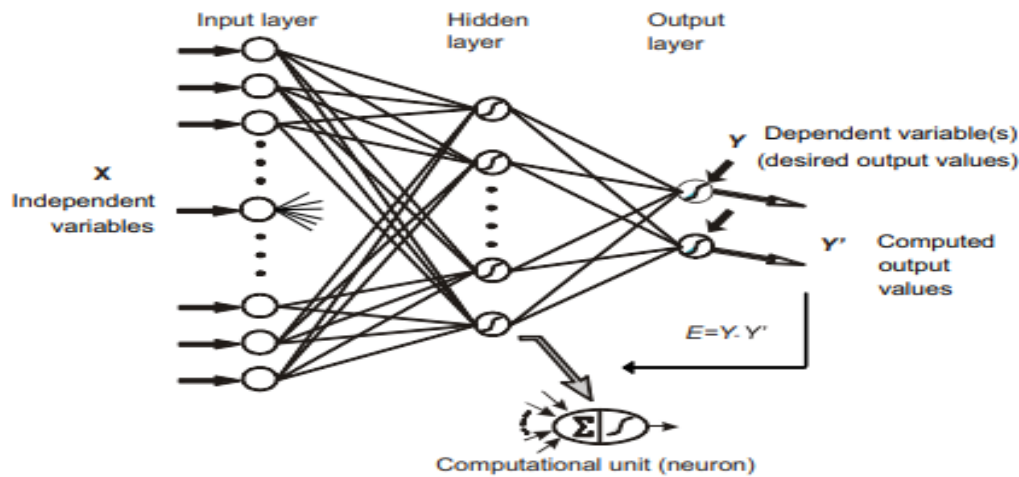 Input layer
Hidden
layer
Output
layer
X
Independent
variables
Y Dependent variable(s)
(desired output values)
Y' Computed
output
values
E=Y-Y'
Σ
Computational unit (neuron)